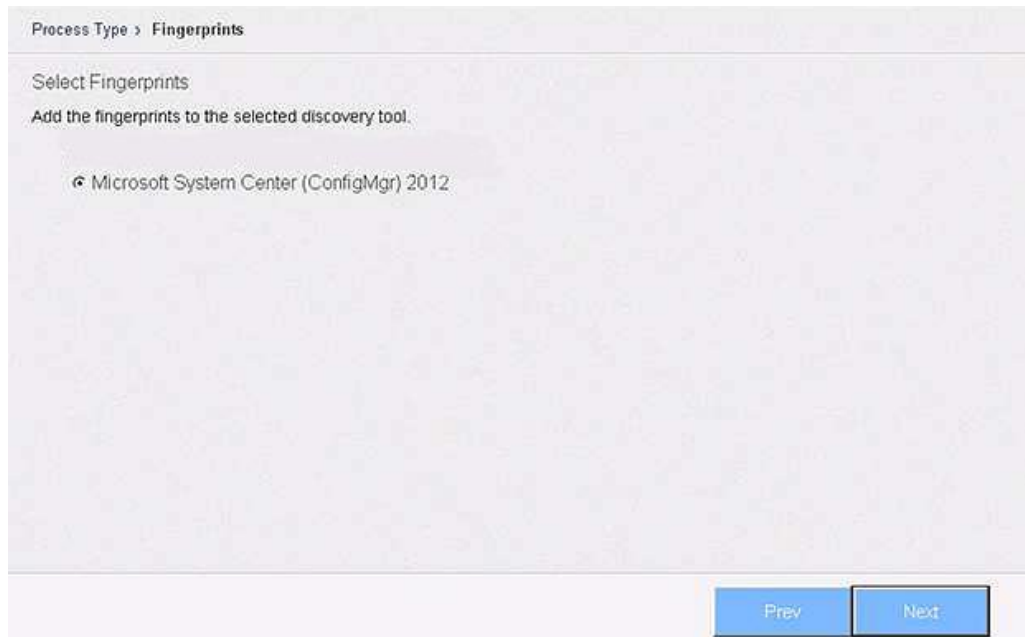 Process Type › Fingerprints
Select Fingerprints
Add the fingerprints to the selected discovery tool.
Microsoft System Center (ConfigMgr) 2012
Prev
Next